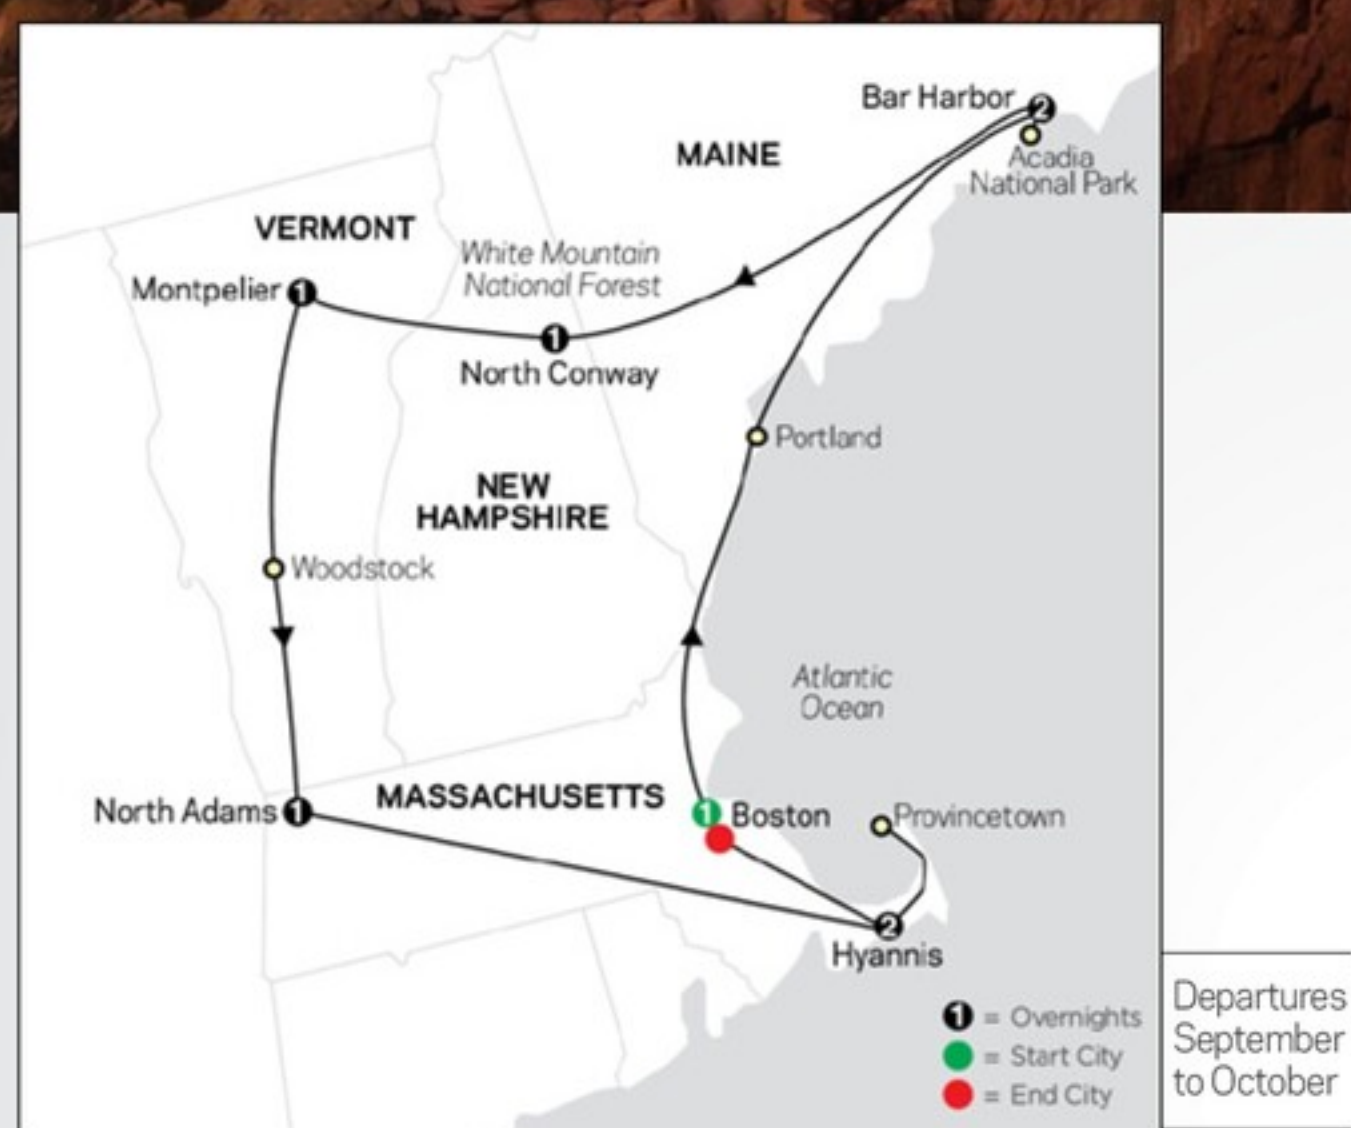 Bar Harbor 2
MAINE
Acadia
National Park
VERMONT
White Mountain
National Forest
Montpelier 1
1
North Conway
Portland
NEW
HAMPSHIRE
Woodstock
Atlantic
Ocean
North Adams 1
MASSACHUSETTS
1 Boston
Provincetown
2
Hyannis
1 = Overnights
= Start City
= End City
Departures
September
to October